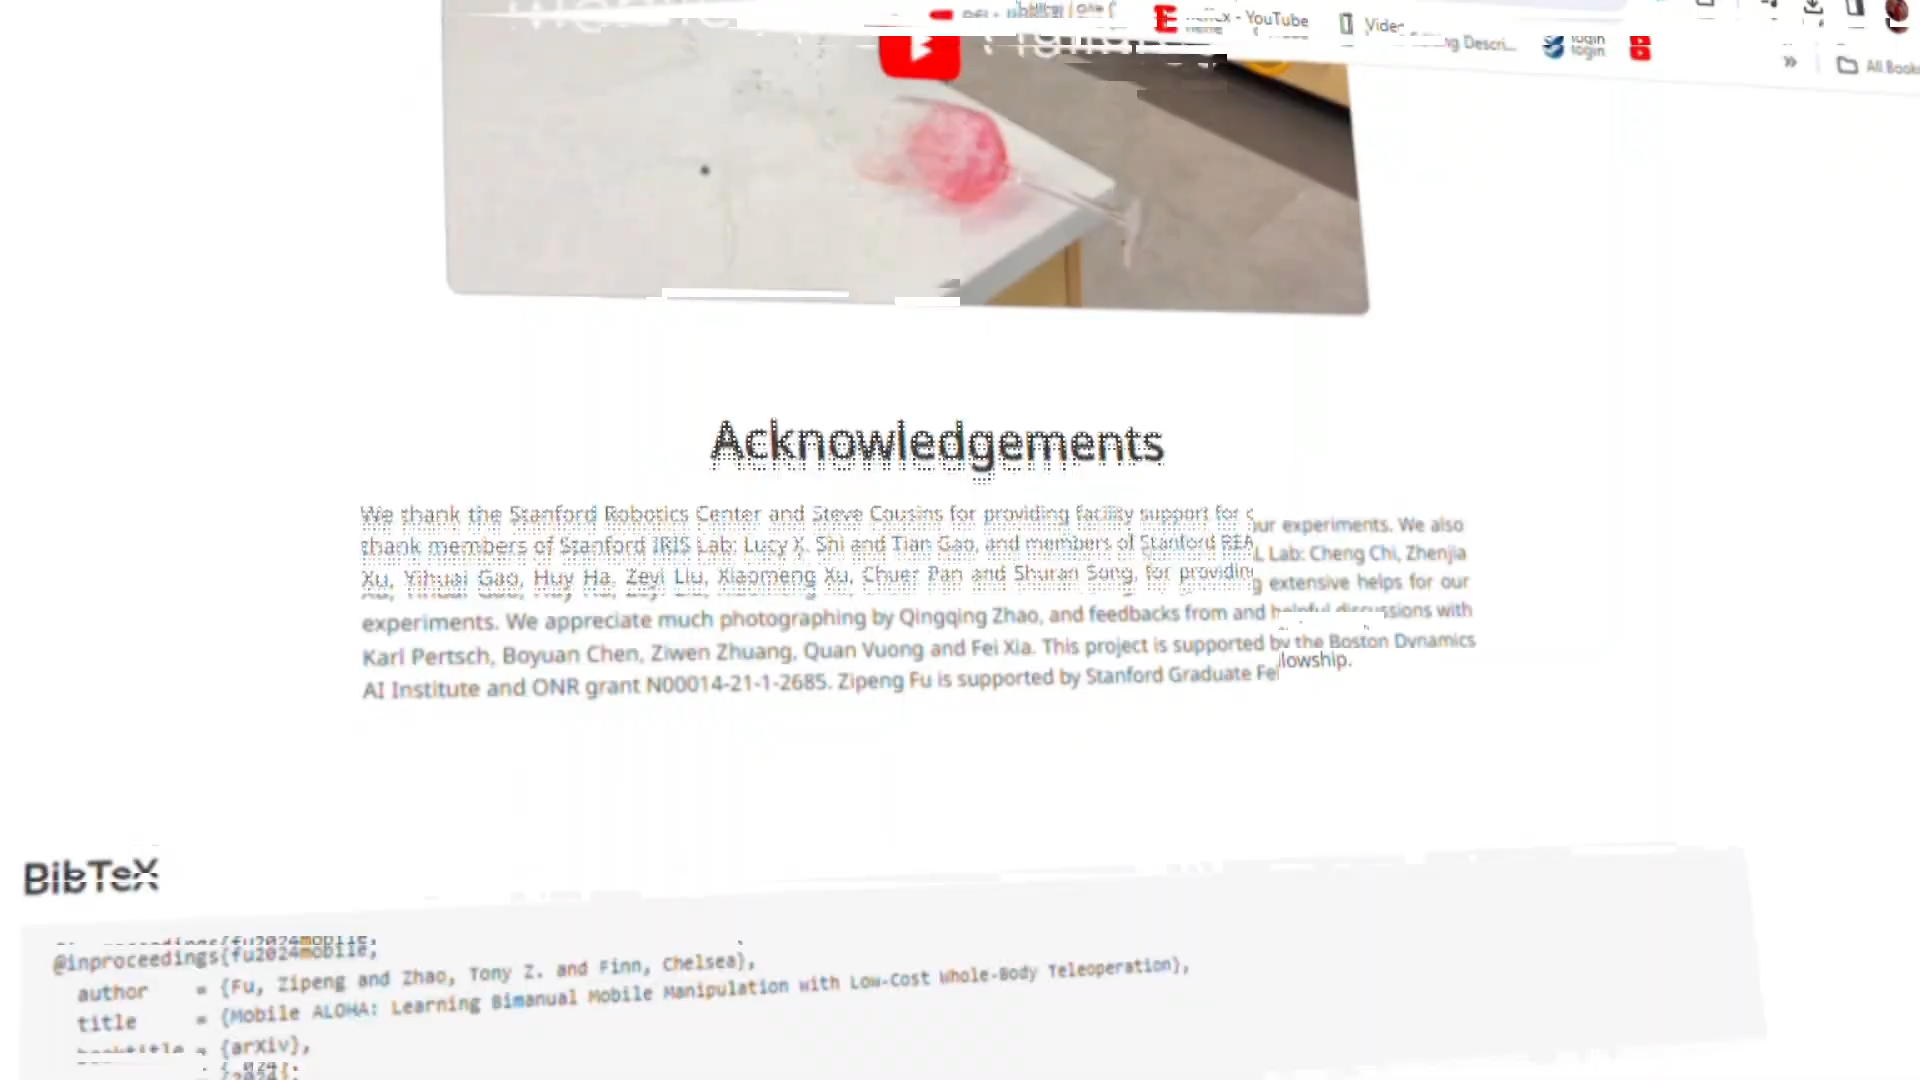 - YouTube
ng Descri...
login
login
» All Book
Acknowledgements
We thank the Stanford Robotics Center and Steve Cousins for providing facility support for our experiments. We also
thank members of Stanford IRIS Lab: Lucy X. Shi and Tian Gao, and members of Stanford REAL Lab: Cheng Chi, Zhenjia
Xu, Yihuai Gao, Huy Ha, Zeyi Liu, Xiaomeng Xu, Chuer Pan and Shuran Song, for providing extensive helps for our
experiments. We appreciate much photographing by Qingqing Zhao, and feedbacks from and helpful discussions with
Karl Pertsch, Boyuan Chen, Ziwen Zhuang, Quan Vuong and Fei Xia. This project is supported by the Boston Dynamics
AI Institute and ONR grant N00014-21-1-2685. Zipeng Fu is supported by Stanford Graduate Fellowship.
BibTeX
@inproceedings{fu2024mobile,
author = {Fu, Zipeng and Zhao, Tony Z. and Finn, Chelsea},
title = {Mobile ALOHA: Learning Bimanual Mobile Manipulation with Low-Cost Whole-Body Teleoperation},
booktitle = {arXiv},